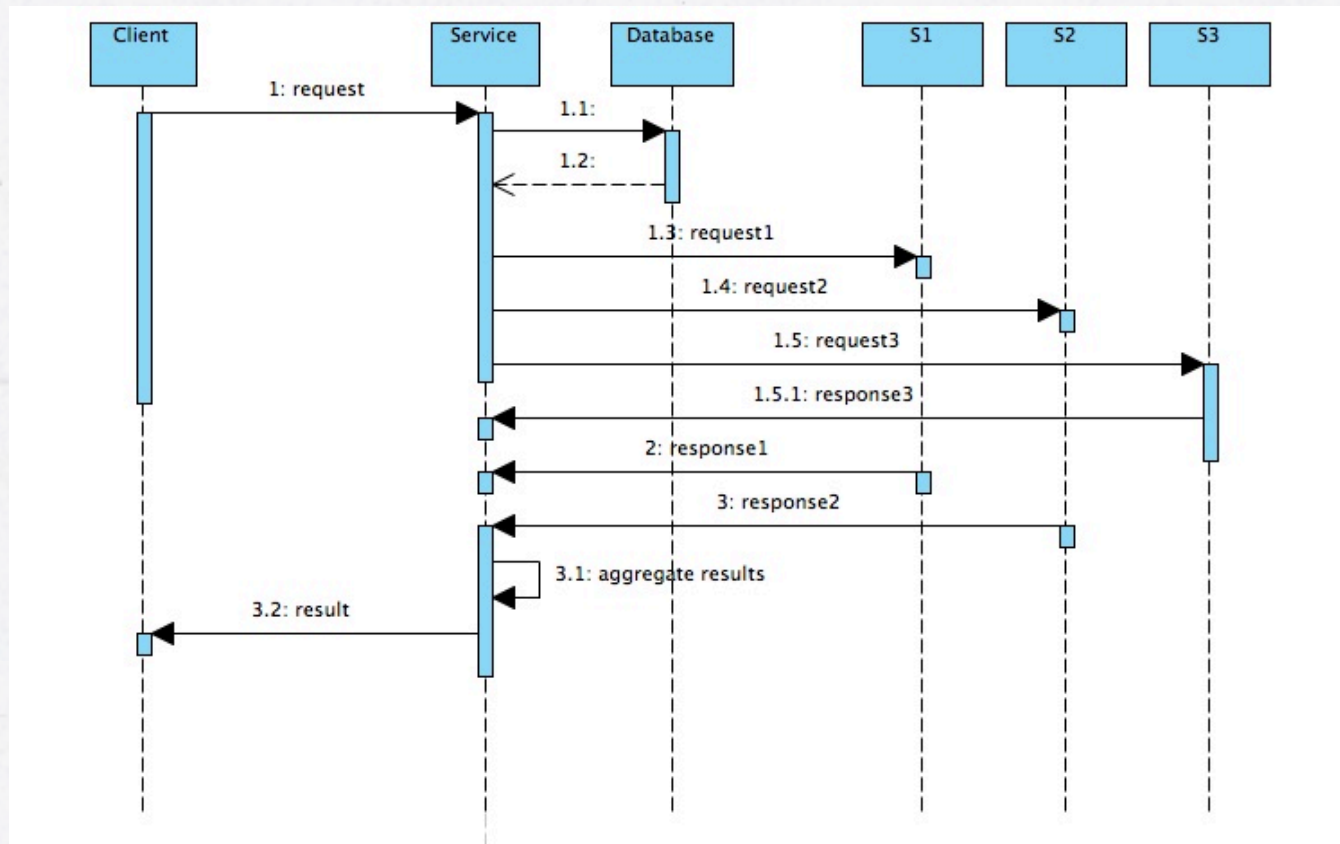 Client
Service
Database
S1
S2
S3
1: request
1.1:
1.2:
1.3: request1
1.4: request2
1.5: request3
1.5.1: response3
2: response1
3: response2
3.1: aggregate results
3.2: result